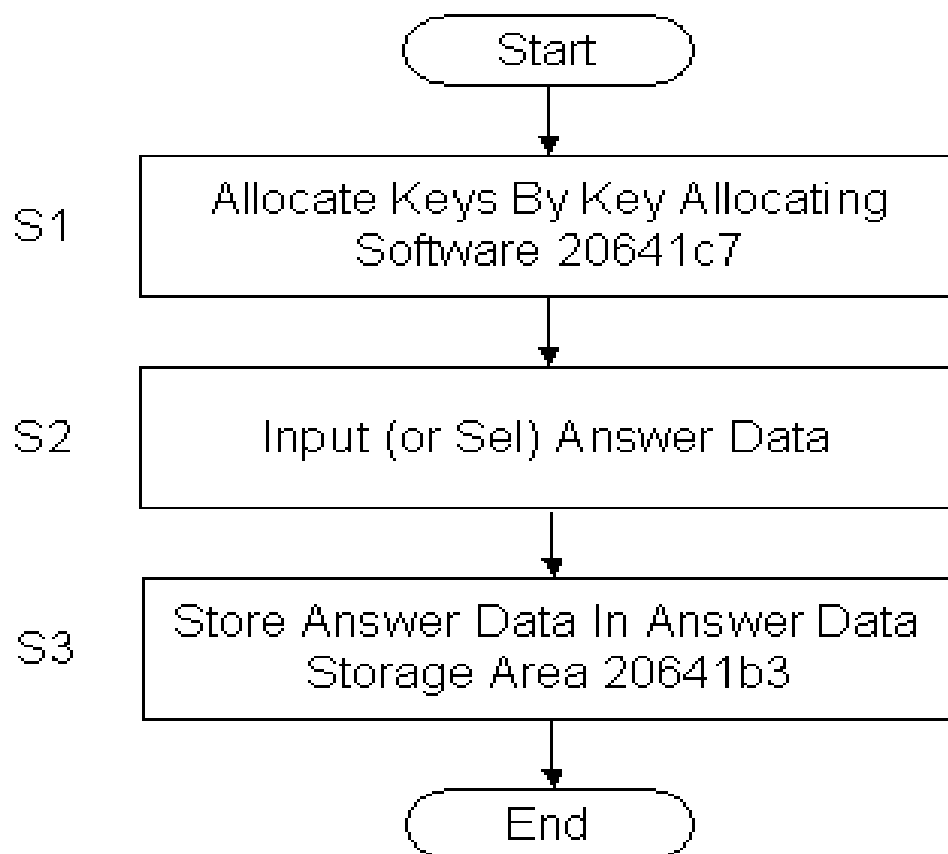 Start
S1
Allocate Keys By Key Allocating
Software 20641c7
S2
Input (or Sel) Answer Data
S3
Store Answer Data In Answer Data
Storage Area 20641b3
End